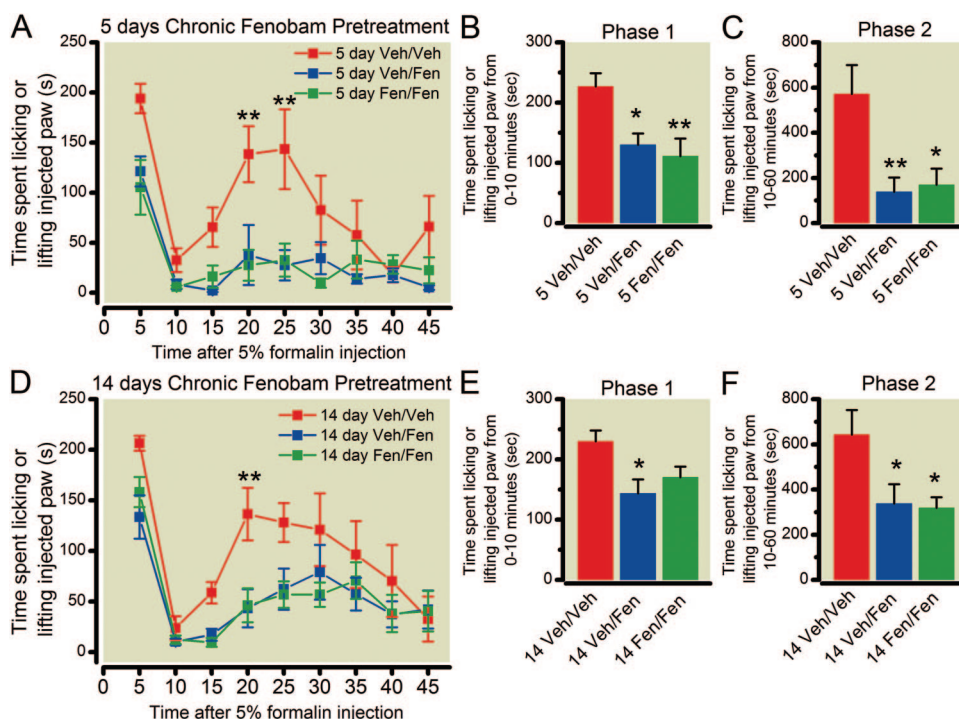 A
5 days Chronic Fenobam Pretreatment
Time spent licking or
lifting injected paw (s)
250
200
150
100
50
0
5 day Veh/Veh
5 day Veh/Fen
5 day Fen/Fen
**
**
0 5 10 15 20 25 30 35 40 45
Time after 5% formalin injection
B
Phase 1
Time spent licking or
lifting injected paw from
0-10 minutes (sec)
300
200
100
0
*
**
5 Veh/Veh
5 Veh/Fen
5 Fen/Fen
C
Phase 2
Time spent licking or
lifting injected paw from
10-60 minutes (sec)
800
600
400
200
0
**
*
5 Veh/Veh
5 Veh/Fen
5 Fen/Fen
D
14 days Chronic Fenobam Pretreatment
Time spent licking or
lifting injected paw (s)
250
200
150
100
50
0
14 day Veh/Veh
14 day Veh/Fen
14 day Fen/Fen
**
0 5 10 15 20 25 30 35 40 45
Time after 5% formalin injection
E
Phase 1
Time spent licking or
lifting injected paw from
0-10 minutes (sec)
300
200
100
0
*
14 Veh/Veh
14 Veh/Fen
14 Fen/Fen
F
Phase 2
Time spent licking or
lifting injected paw from
10-60 minutes (sec)
800
600
400
200
0
*
*
14 Veh/Veh
14 Veh/Fen
14 Fen/Fen